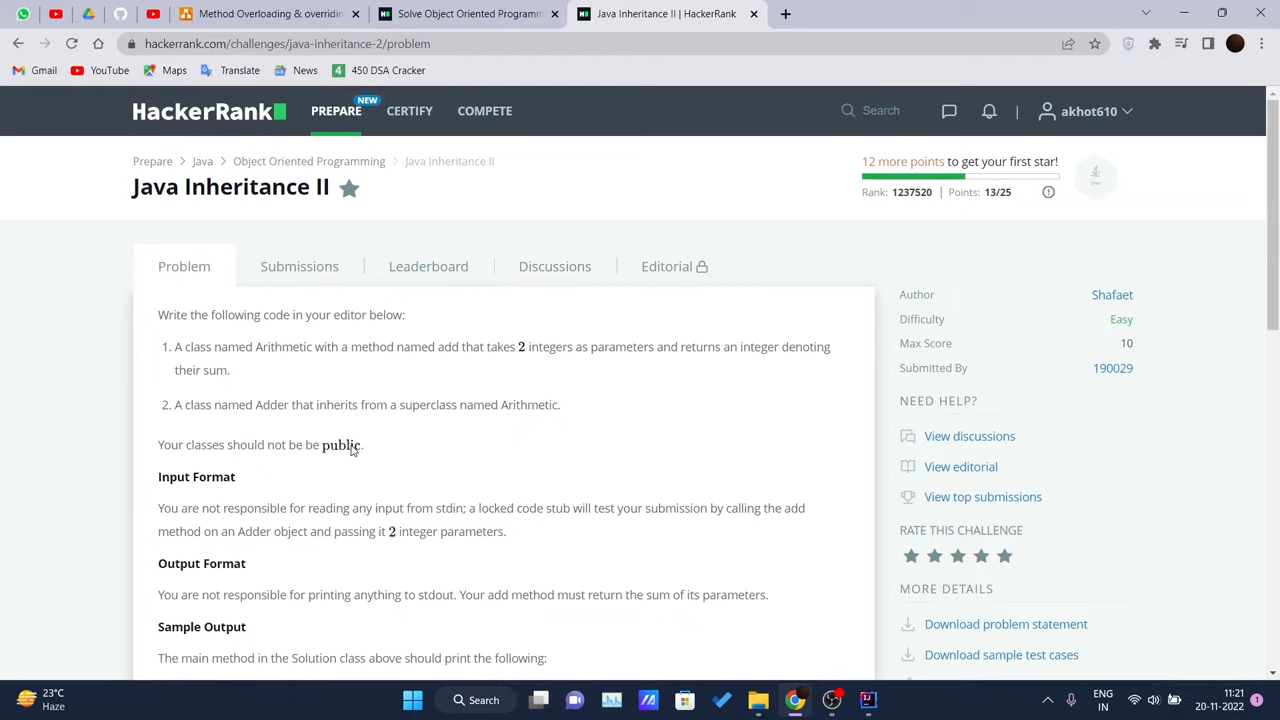 Method Overloading & overridin
Solve Object Oriented Programm
Java Inheritance II | HackerRank
hackerrank.com/challenges/java-inheritance-2/problem
Gmail
YouTube
Maps
Translate
News
4
450 DSA Cracker
HackerRank
PREPARE
NEW
CERTIFY
COMPETE
Search
akhot610
Prepare > Java > Object Oriented Programming > Java Inheritance II
12 more points to get your first star!
Java Inheritance II
Rank: 1237520 | Points: 13/25
Problem
Submissions
Leaderboard
Discussions
Editorial
Write the following code in your editor below:
1. A class named Arithmetic with a method named add that takes 2 integers as parameters and returns an integer denoting
their sum.
2. A class named Adder that inherits from a superclass named Arithmetic.
Your classes should not be be public.
Input Format
You are not responsible for reading any input from stdin; a locked code stub will test your submission by calling the add
method on an Adder object and passing it 2 integer parameters.
Output Format
You are not responsible for printing anything to stdout. Your add method must return the sum of its parameters.
Sample Output
The main method in the Solution class above should print the following:
Author Shafaet
Difficulty Easy
Max Score 10
Submitted By 190029
NEED HELP?
View discussions
View editorial
View top submissions
RATE THIS CHALLENGE
MORE DETAILS
Download problem statement
Download sample test cases
23°C
Haze
Search
ENG
IN
11:21
20-11-2022
1